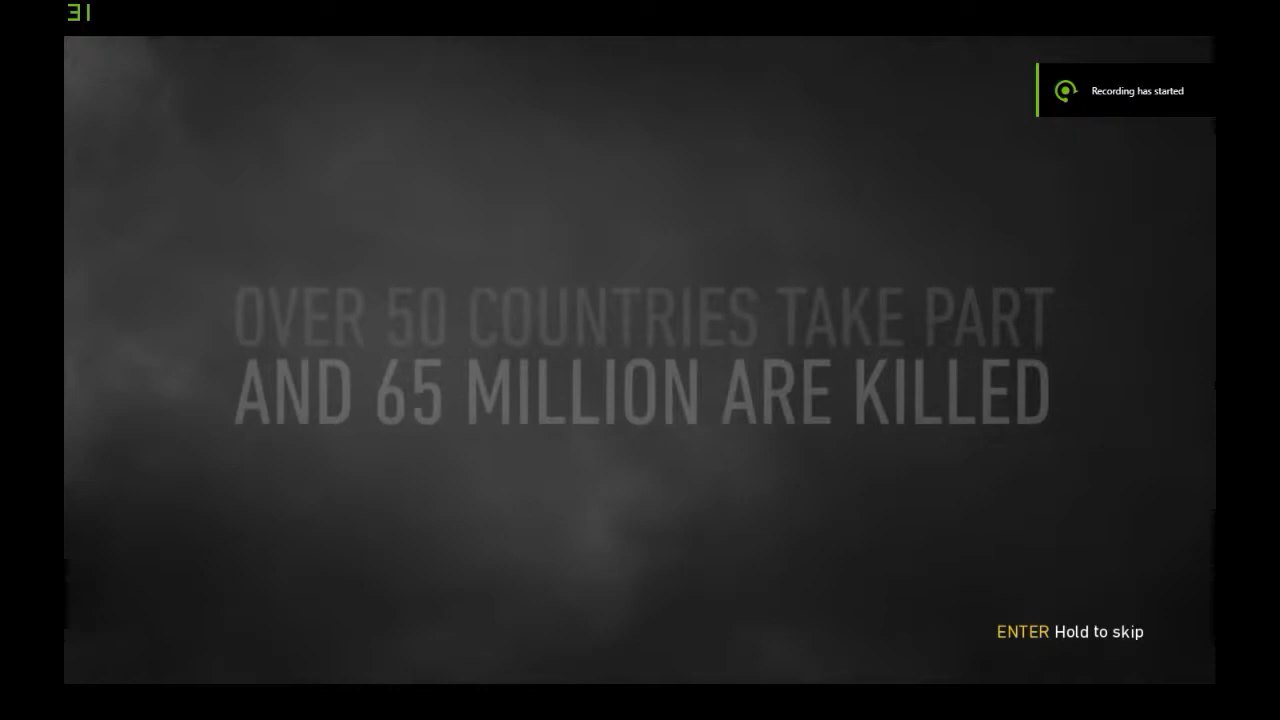 31
Recording has started
OVER 50 COUNTRIES TAKE PART
AND 65 MILLION ARE KILLED
ENTER Hold to skip